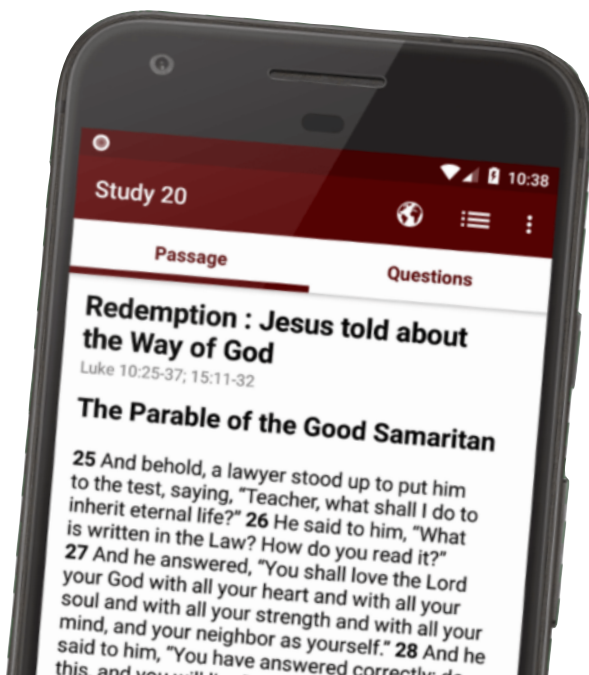 10:38
Study 20
Passage
Questions
Redemption : Jesus told about
the Way of God
Luke 10:25-37; 15:11-32
The Parable of the Good Samaritan
25 And behold, a lawyer stood up to put him
to the test, saying, “Teacher, what shall I do to
inherit eternal life?” 26 He said to him, “What
is written in the Law? How do you read it?”
27 And he answered, “You shall love the Lord
your God with all your heart and with all your
soul and with all your strength and with all your
mind, and your neighbor as yourself.” 28 And he
said to him, “You have answered correctly; do
this, and you will